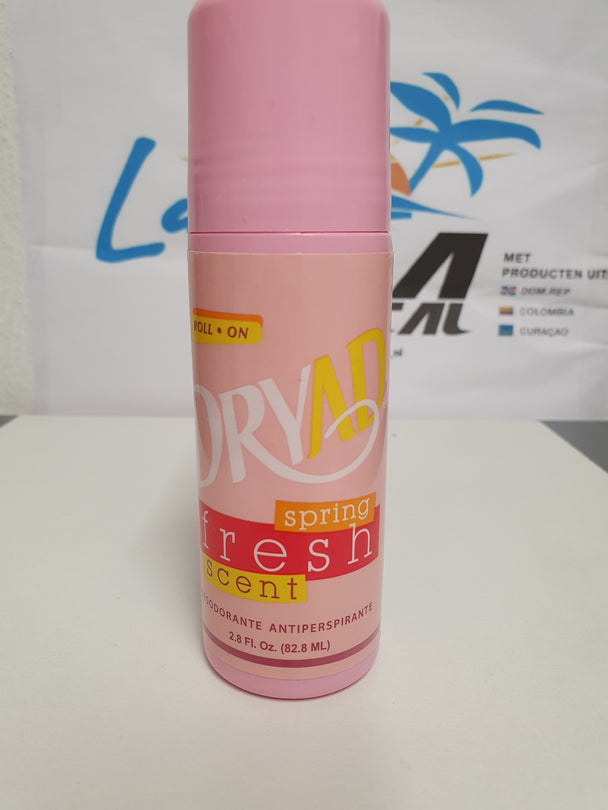 MET
PRODUCTEN UIT
DOM.REP
COLOMBIA
CURAÇAO
ROLL • ON
DRYAD
spring
fresh
scent
ESODORANTE ANTIPERSPIRANTE
2.8 Fl. Oz. (82.8 ML)